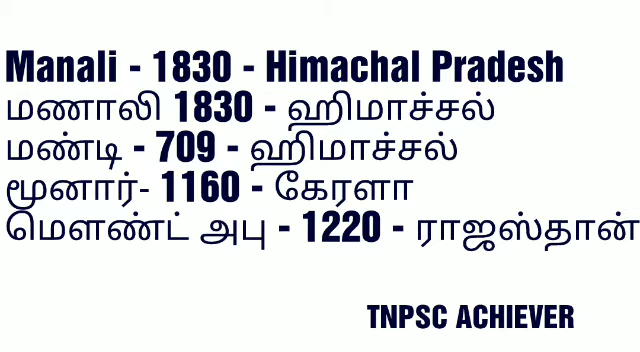 Manali - 1830 - Himachal Pradesh
மணாலி 1830 - ஹிமாச்சல்
மண்டி - 709 - ஹிமாச்சல்
மூனார்- 1160 - கேரளா
மௌண்ட் அபு - 1220 - ராஜஸ்தான்
TNPSC ACHIEVER